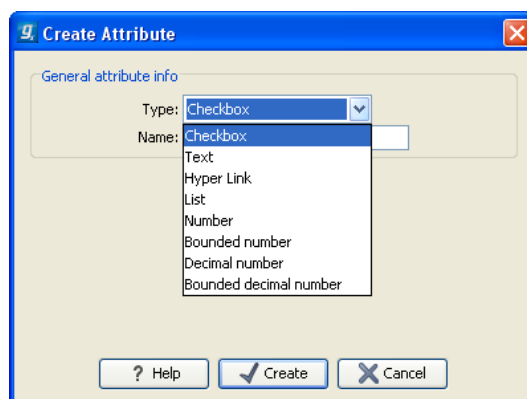 g. Create Attribute
General attribute info
Type: Checkbox
Name:
Checkbox
Text
Hyper Link
List
Number
Bounded number
Decimal number
Bounded decimal number
? Help Create Cancel